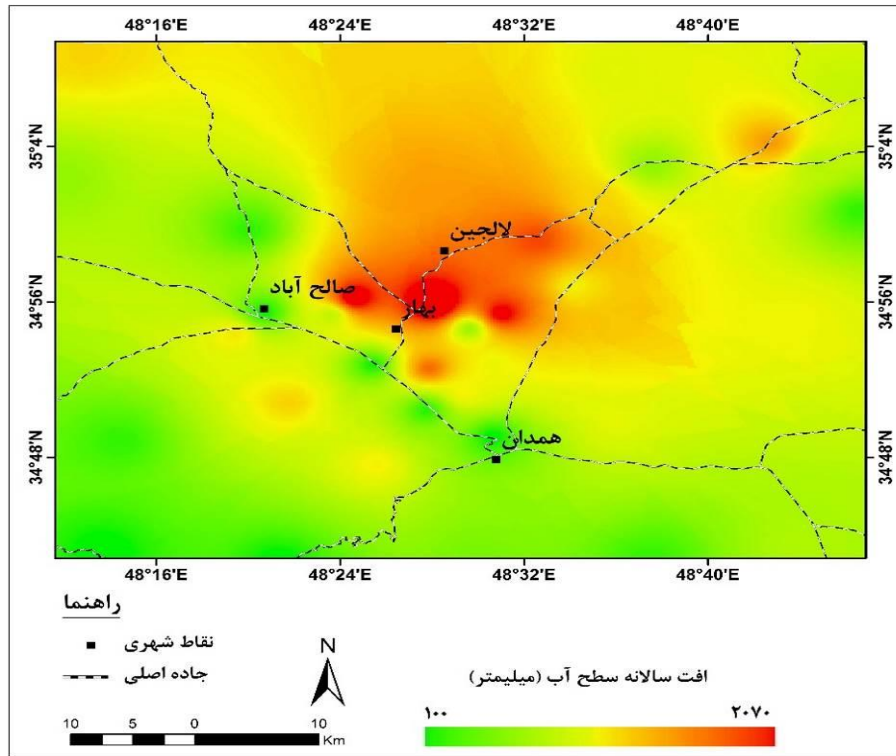 48°16'E 48°24'E 48°32'E 48°40'E
35°4'N 35°4'N
لالجین
34°56'N 34°56'N
صالح آباد
بهار
همدان
34°48'N 34°48'N
48°16'E 48°24'E 48°32'E 48°40'E
راهنما
نقاط شهری
جاده اصلی
N
افت سالانه سطح آب (میلیمتر)
۱۰۰ ۲۰۷۰
10 5 0 10
Km